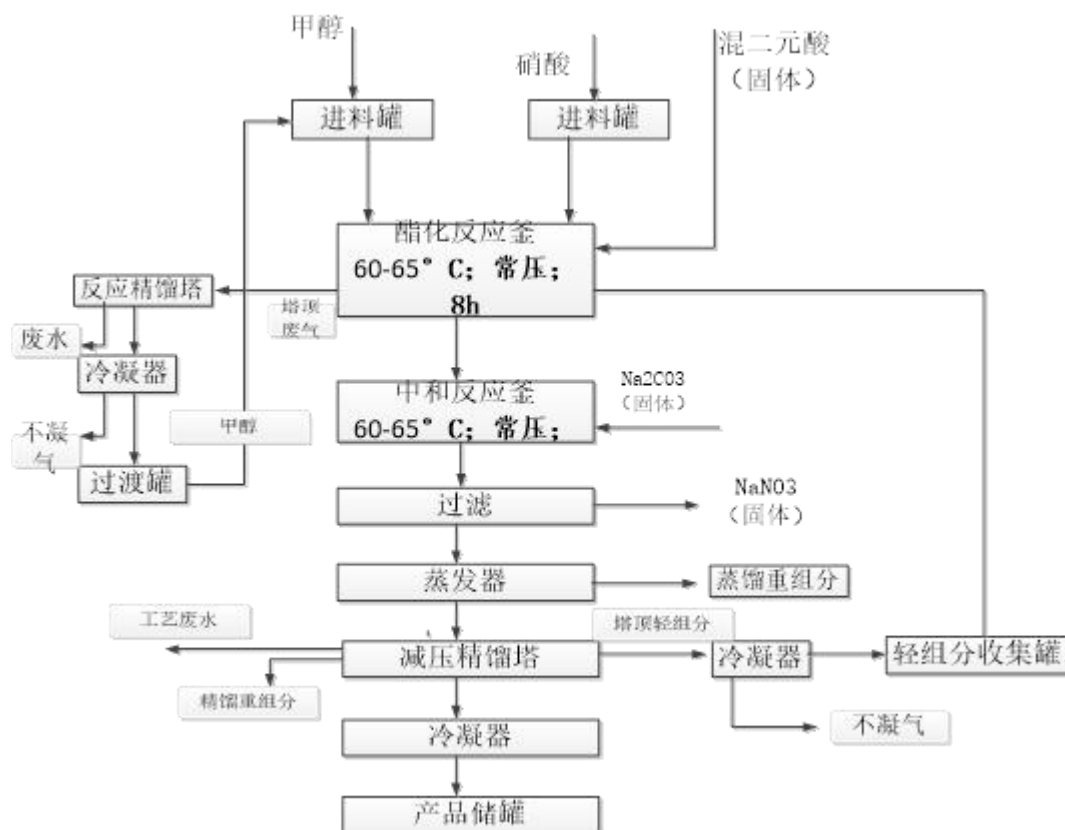 甲醇
硝酸
混二元酸
（固体）
进料罐
进料罐
酯化反应釜
60-65°C；常压；
8h
反应精馏塔
塔顶
废气
废水
冷凝器
中和反应釜
60-65°C；常压；
Na2CO3
（固体）
甲醇
不凝
气
过渡罐
过滤
NaNO3
（固体）
蒸发器
蒸馏重组分
工艺废水
塔顶轻组分
减压精馏塔
冷凝器
轻组分收集罐
精馏重组分
冷凝器
不凝气
产品储罐